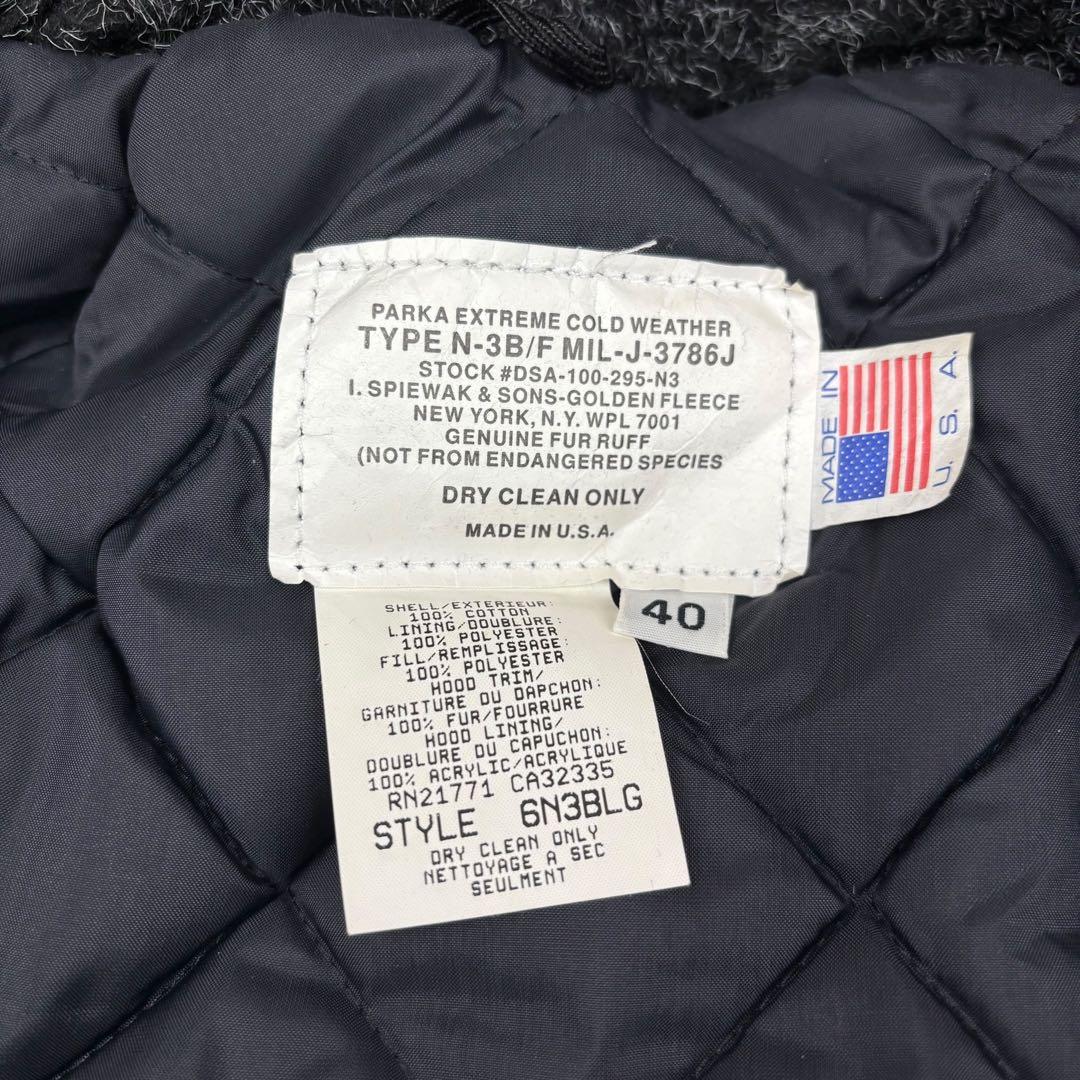 PARKA EXTREME COLD WEATHER
TYPE N-3B/F MIL-J-3786J
STOCK #DSA-100-295-N3
I. SPIEWAK & SONS-GOLDEN FLEECE
NEW YORK, N.Y. WPL 7001
GENUINE FUR RUFF
(NOT FROM ENDANGERED SPECIES
DRY CLEAN ONLY
MADE IN U.S.A.
MADE IN
U. S. A.
40
SHELL/EXTERIEUR:
100% COTTON
LINING/DOUBLURE:
100% POLYESTER
FILL/REMPLISSAGE:
100% POLYESTER
HOOD TRIM/
GARNITURE DU DAPCHON:
100% FUR/FOURRURE
HOOD LINING/
DOUBLURE DU CAPUCHON:
100% ACRYLIC/ACRYLIQUE
RN21771 CA32335
STYLE 6N3BLG
DRY CLEAN ONLY
NETTOYAGE A SEC
SEULMENT